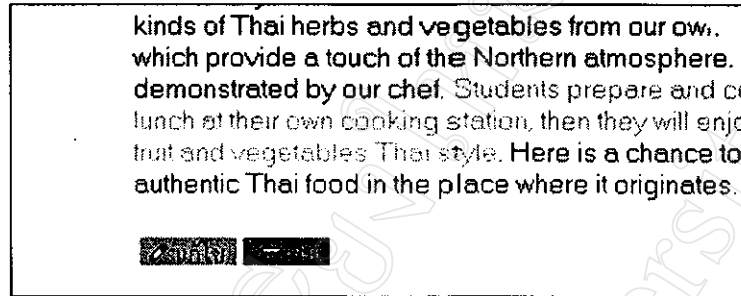 kinds of Thai herbs and vegetables from our ow
which provide a touch of the Northern atmosphere.
demonstrated by our chef. Students prepare and c
lunch at their own cooking station, then they will enj
fruit and vegetables Thai style. Here is a chance to
authentic Thai food in the place where it originates.